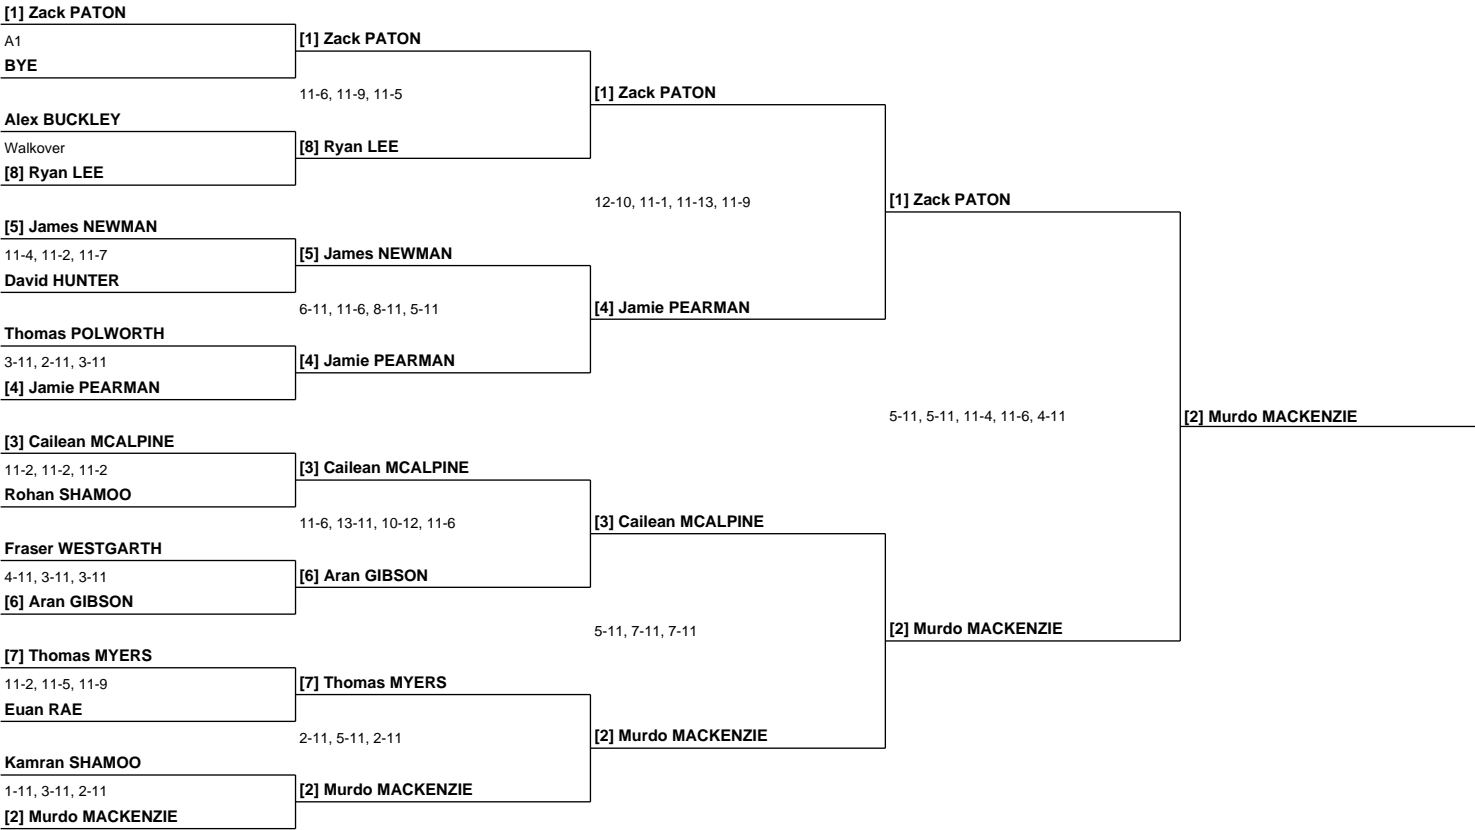 [1] Zack PATON
A1
BYE
Alex BUCKLEY
Walkover
[8] Ryan LEE
[5] James NEWMAN
11-4, 11-2, 11-7
David HUNTER
Thomas POLWORTH
3-11, 2-11, 3-11
[4] Jamie PEARMAN
[3] Cailean MCALPINE
11-2, 11-2, 11-2
Rohan SHAMOO
Fraser WESTGARTH
4-11, 3-11, 3-11
[6] Aran GIBSON
[7] Thomas MYERS
11-2, 11-5, 11-9
Euan RAE
Kamran SHAMOO
1-11, 3-11, 2-11
[2] Murdo MACKENZIE
[1] Zack PATON
11-6, 11-9, 11-5
[8] Ryan LEE
[5] James NEWMAN
6-11, 11-6, 8-11, 5-11
[4] Jamie PEARMAN
[3] Cailean MCALPINE
11-6, 13-11, 10-12, 11-6
[6] Aran GIBSON
[7] Thomas MYERS
2-11, 5-11, 2-11
[2] Murdo MACKENZIE
[1] Zack PATON
12-10, 11-1, 11-13, 11-9
[4] Jamie PEARMAN
[3] Cailean MCALPINE
5-11, 7-11, 7-11
[2] Murdo MACKENZIE
[1] Zack PATON
5-11, 5-11, 11-4, 11-6, 4-11
[2] Murdo MACKENZIE
[2] Murdo MACKENZIE